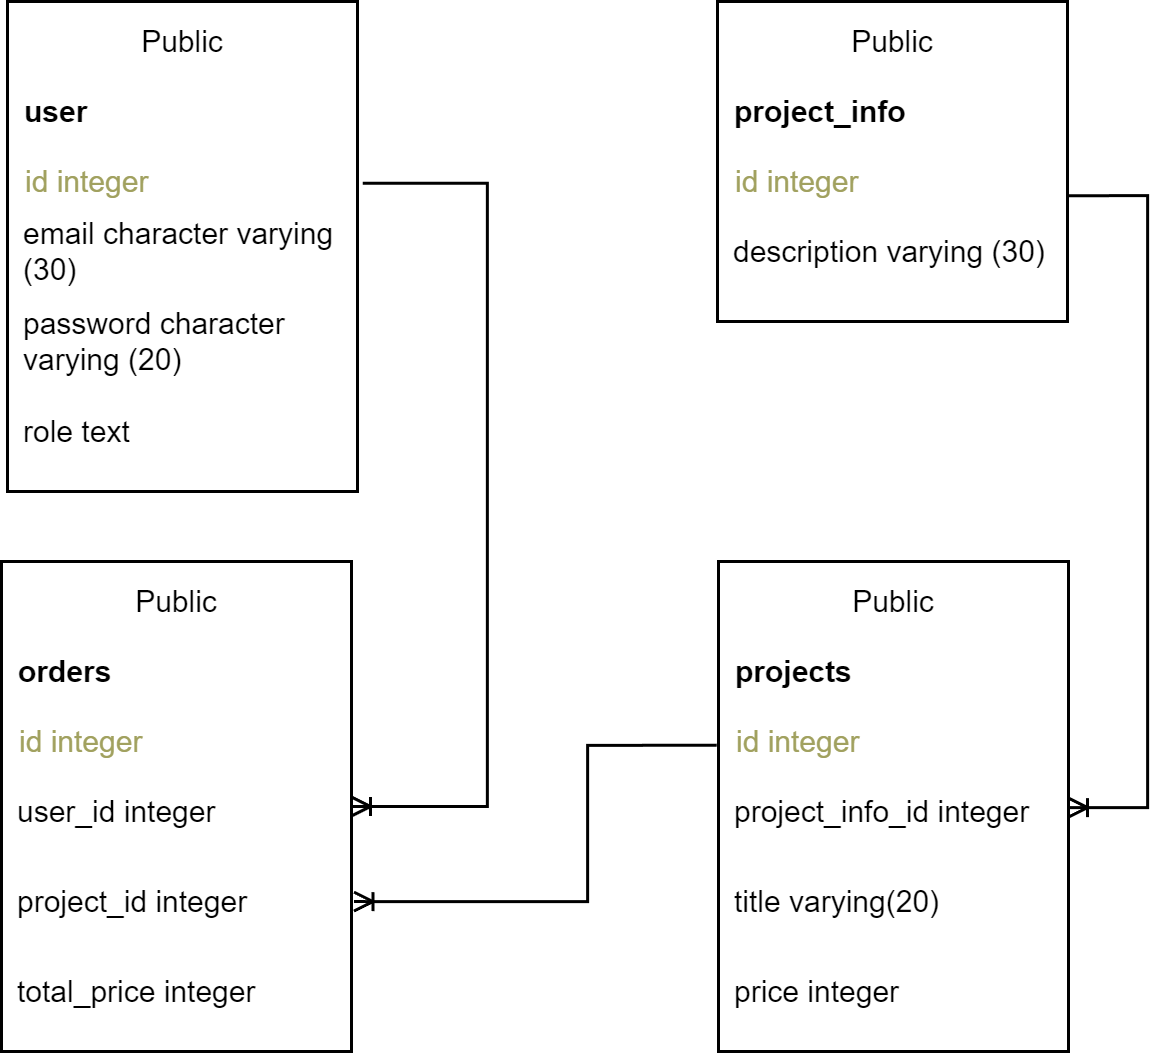 Public
user
id integer
email character varying
(30)
password character
varying (20)
role text
Public
project_info
id integer
description varying (30)
Public
orders
id integer
user_id integer
project_id integer
total_price integer
Public
projects
id integer
project_info_id integer
title varying(20)
price integer